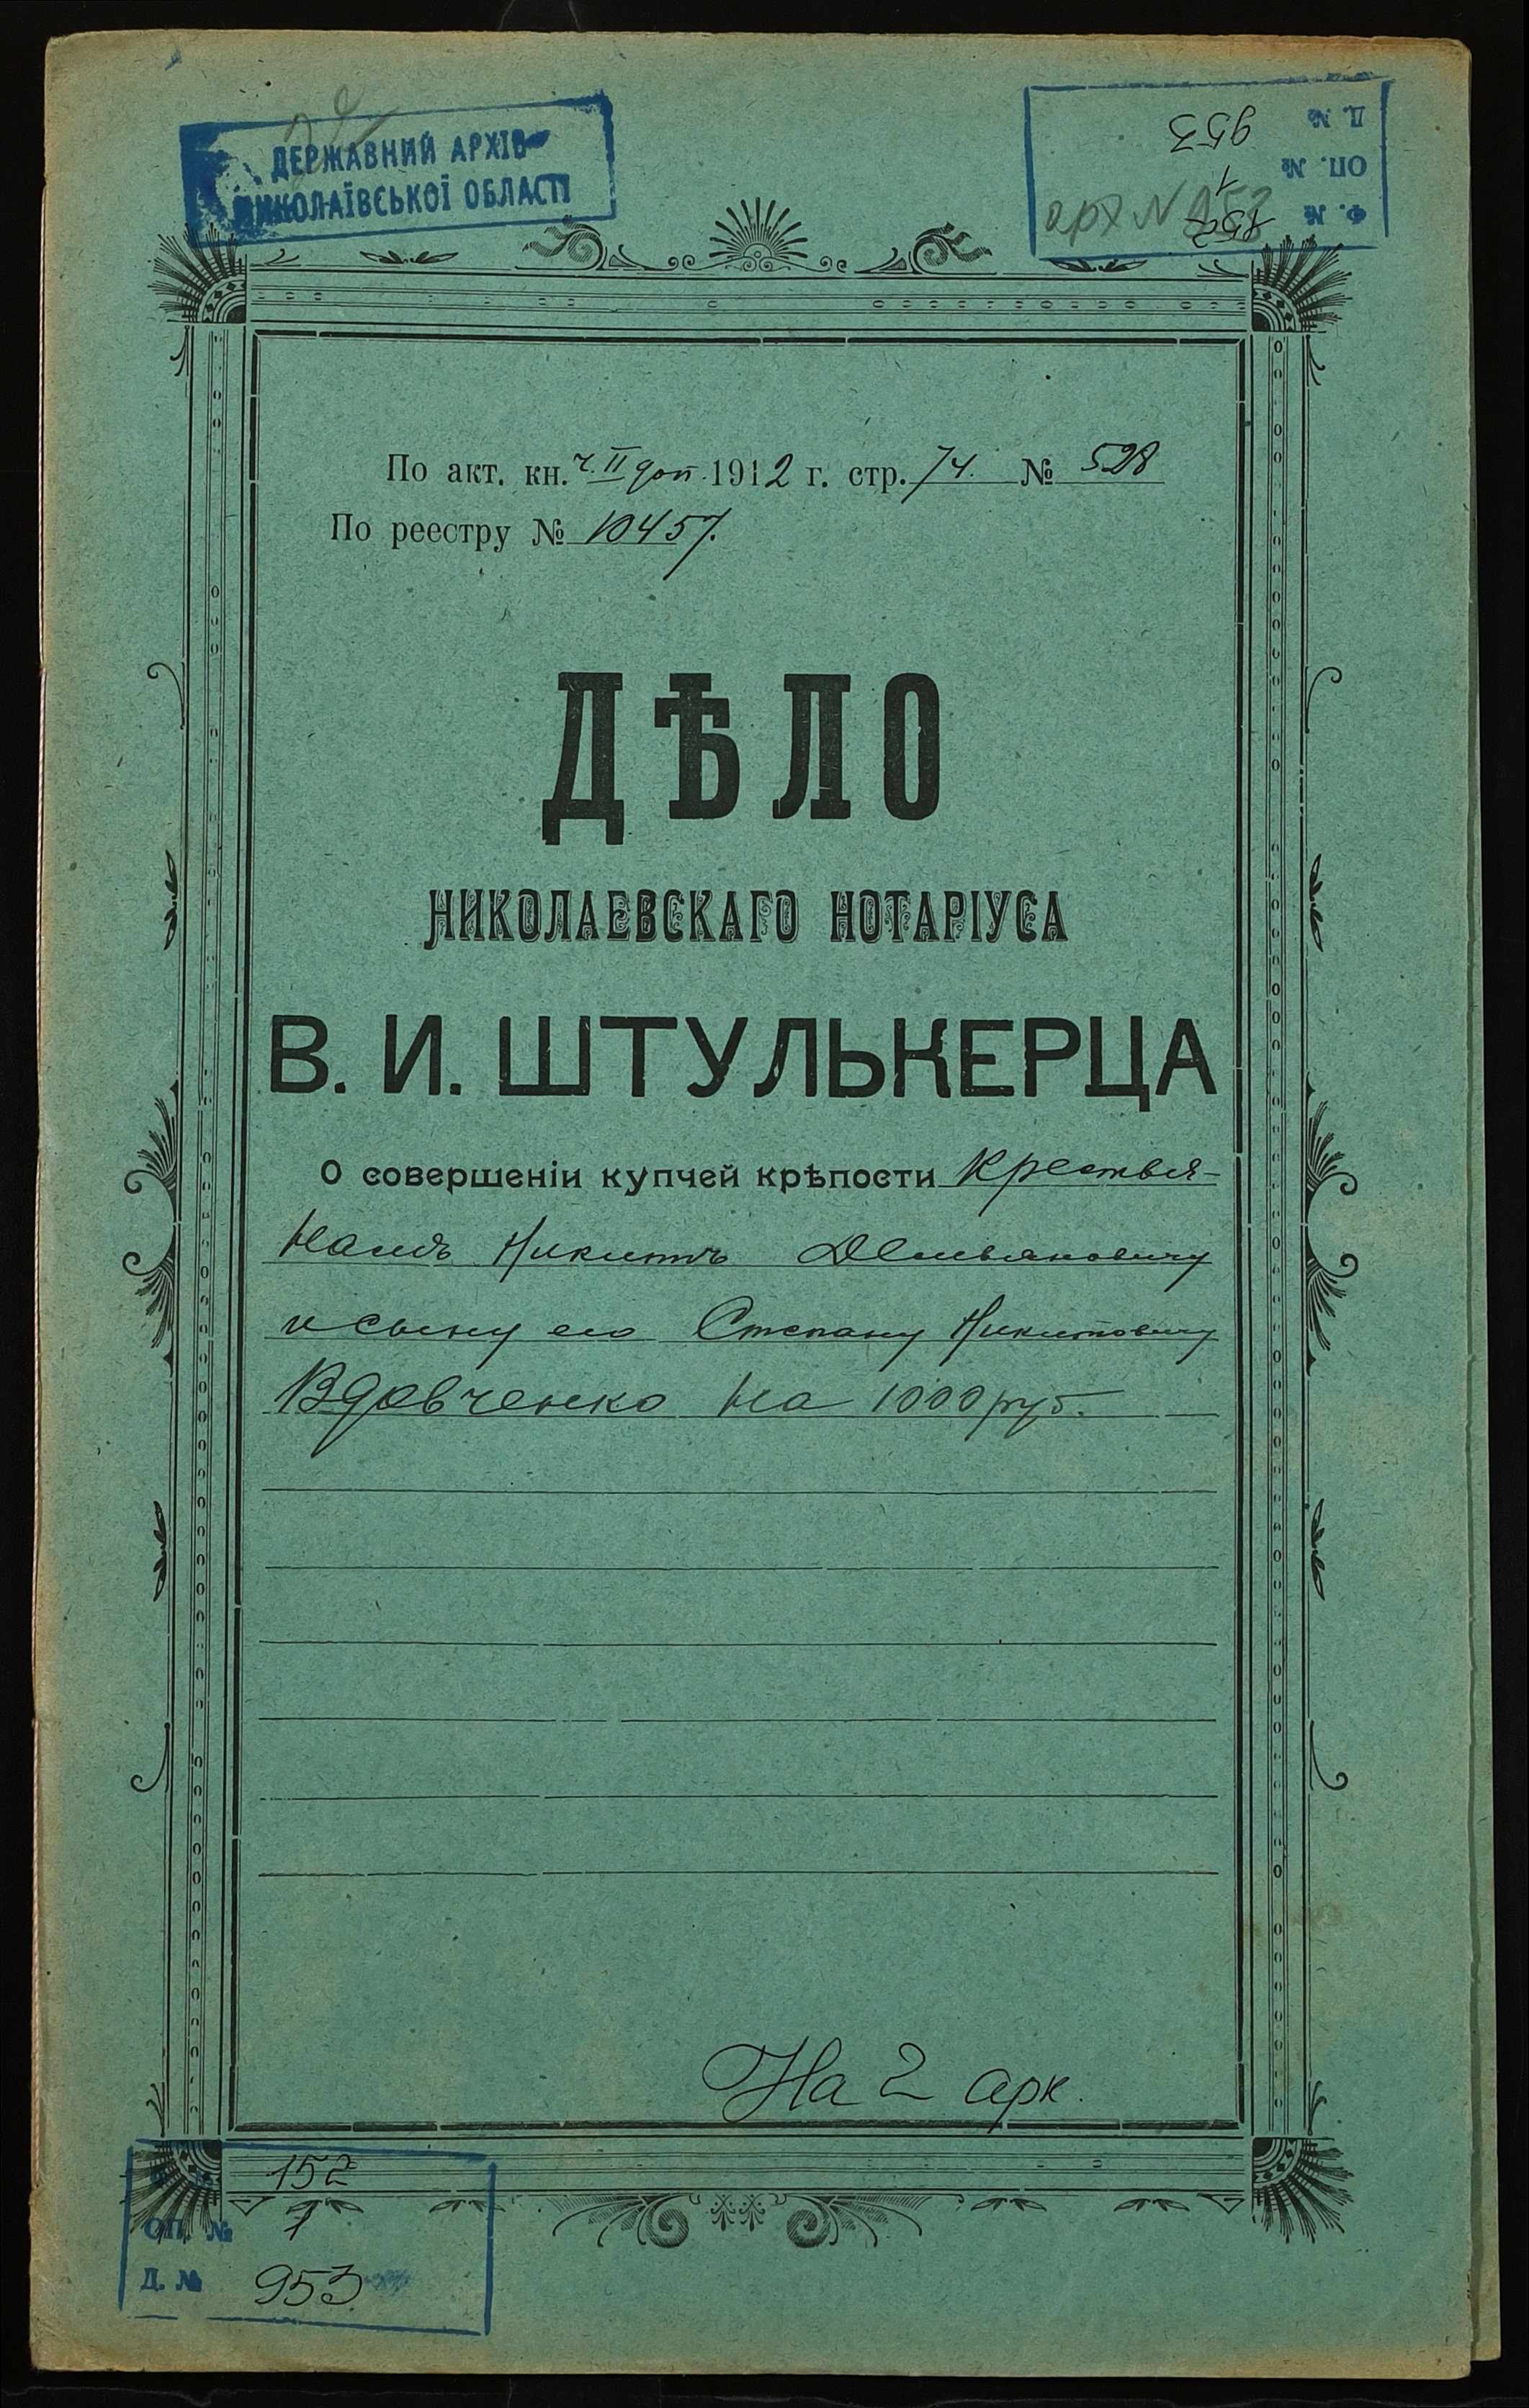 ДЕРЖАВНИЙ АРХІВ
МИКОЛАЇВСЬКОЇ ОБЛАСТІ
Ф. № 152
ОП. № 1
Д. № 953
арх N 953
По акт. кн. ч. II доп. 1912 г. стр. 74. № 528
По реестру № 10457.
ДѢЛО
НИКОЛАЕВСКАГО НОТАРІУСА
В. И. ШТУЛЬКЕРЦА
О совершеніи купчей крѣпости крестья-
намъ Никитѣ Демьяновичу
и сыну его Степану Никитовичу
Вдовченко на 1000 руб.
На 2 арк.
152
ОП. № 1
Д. № 953